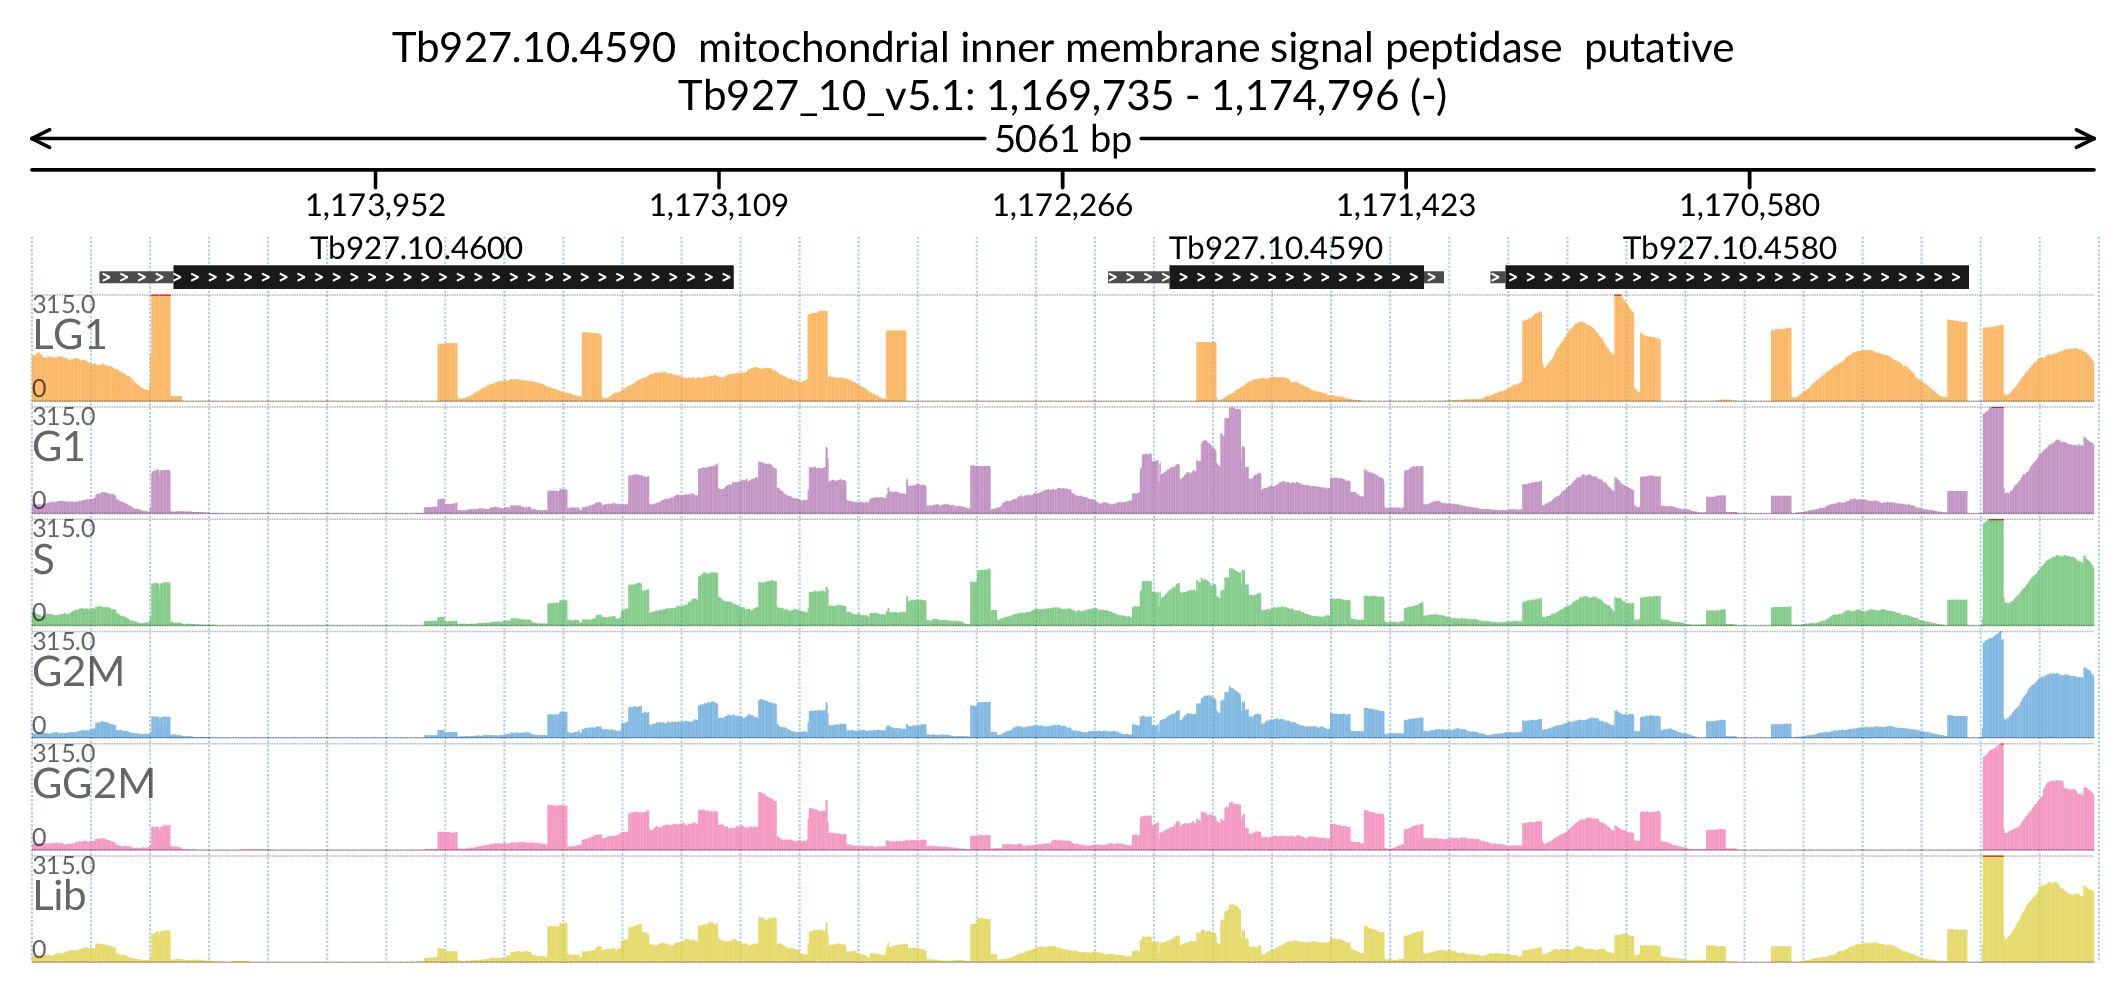 Tb927.10.4590  mitochondrial inner membrane signal peptidase  putative
Tb927_10_v5.1: 1,169,735 - 1,174,796 (-)
5061 bp
1,173,952 1,173,109 1,172,266 1,171,423 1,170,580
Tb927.10.4600 Tb927.10.4590 Tb927.10.4580
315.0
LG1
0
315.0
G1
0
315.0
S
0
315.0
G2M
0
315.0
GG2M
0
315.0
Lib
0